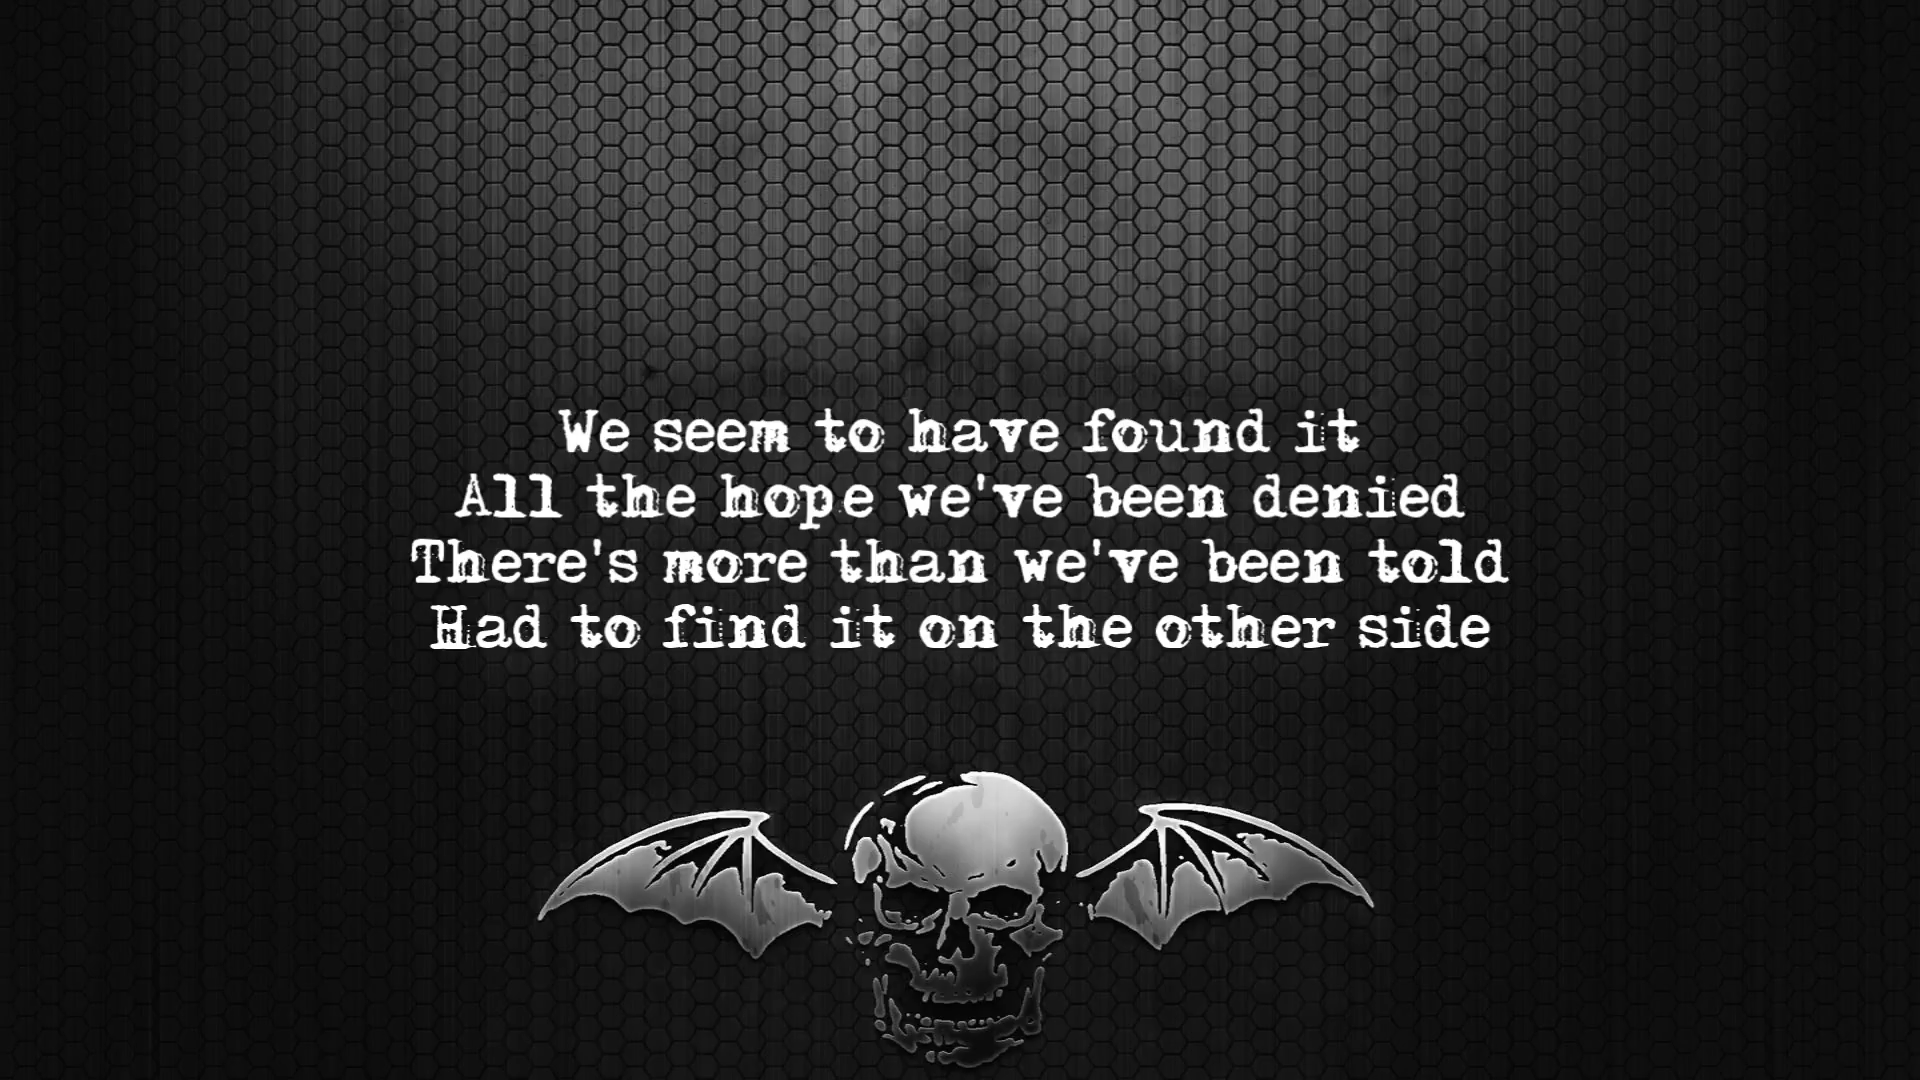 We seem to have found it
All the hope we've been denied
There's more than we've been told
Had to find it on the other side